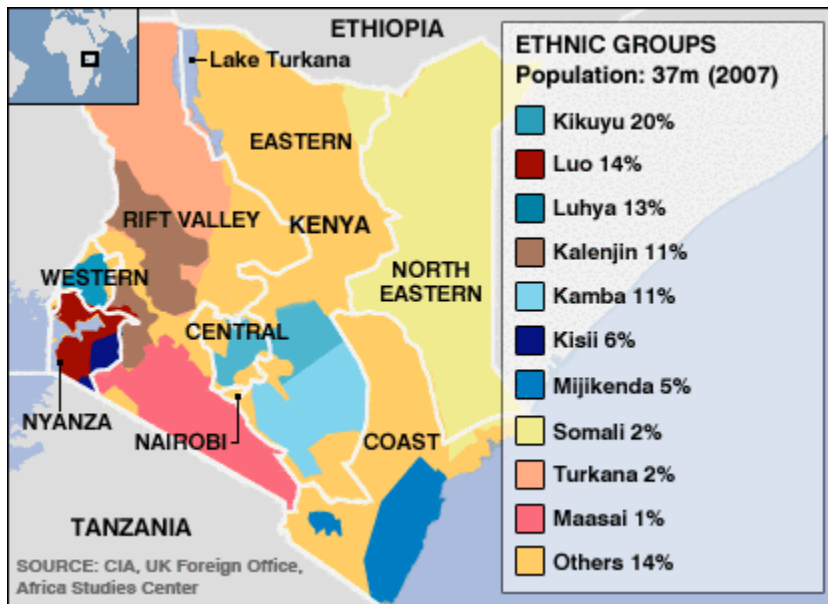 ETHIOPIA
Lake Turkana
EASTERN
RIFT VALLEY
KENYA
WESTERN
NORTH
EASTERN
CENTRAL
NYANZA
NAIROBI
COAST
TANZANIA
SOURCE: CIA, UK Foreign Office,
Africa Studies Center
ETHNIC GROUPS
Population: 37m (2007)
Kikuyu 20%
Luo 14%
Luhya 13%
Kalenjin 11%
Kamba 11%
Kisii 6%
Mijikenda 5%
Somali 2%
Turkana 2%
Maasai 1%
Others 14%